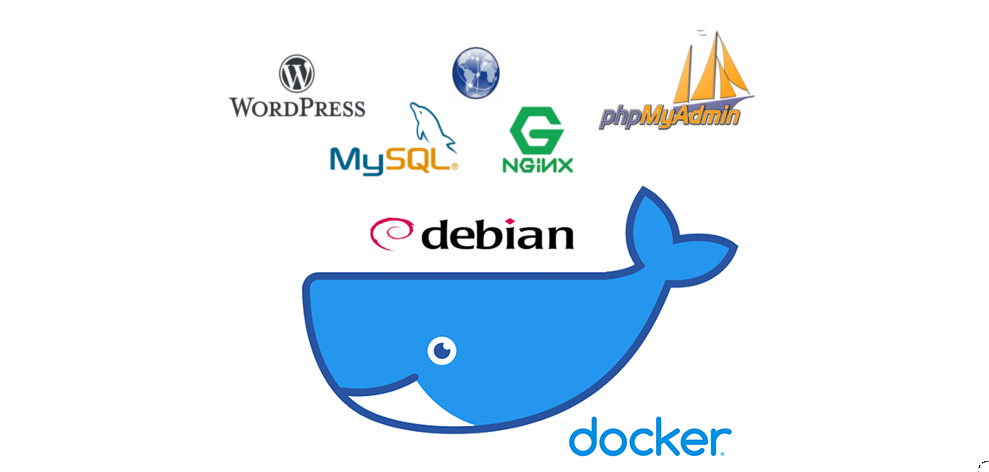 WORDPRESS
phpMyAdmin
MySQL®
NGINX
debian
docker